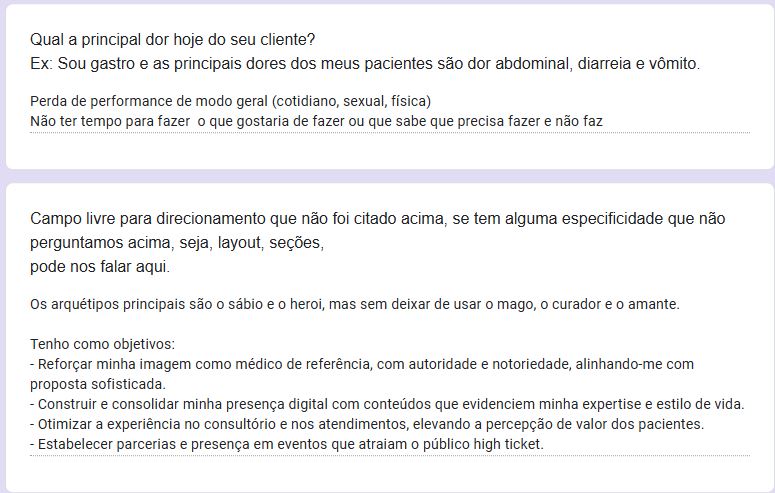 Qual a principal dor hoje do seu cliente?
Ex: Sou gastro e as principais dores dos meus pacientes são dor abdominal, diarreia e vômito.
Perda de performance de modo geral (cotidiano, sexual, física)
Não ter tempo para fazer  o que gostaria de fazer ou que sabe que precisa fazer e não faz
Campo livre para direcionamento que não foi citado acima, se tem alguma especificidade que não
perguntamos acima, seja, layout, seções,
pode nos falar aqui.
Os arquétipos principais são o sábio e o heroi, mas sem deixar de usar o mago, o curador e o amante.
Tenho como objetivos:
- Reforçar minha imagem como médico de referência, com autoridade e notoriedade, alinhando-me com
proposta sofisticada.
- Construir e consolidar minha presença digital com conteúdos que evidenciem minha expertise e estilo de vida.
- Otimizar a experiência no consultório e nos atendimentos, elevando a percepção de valor dos pacientes.
- Estabelecer parcerias e presença em eventos que atraiam o público high ticket.